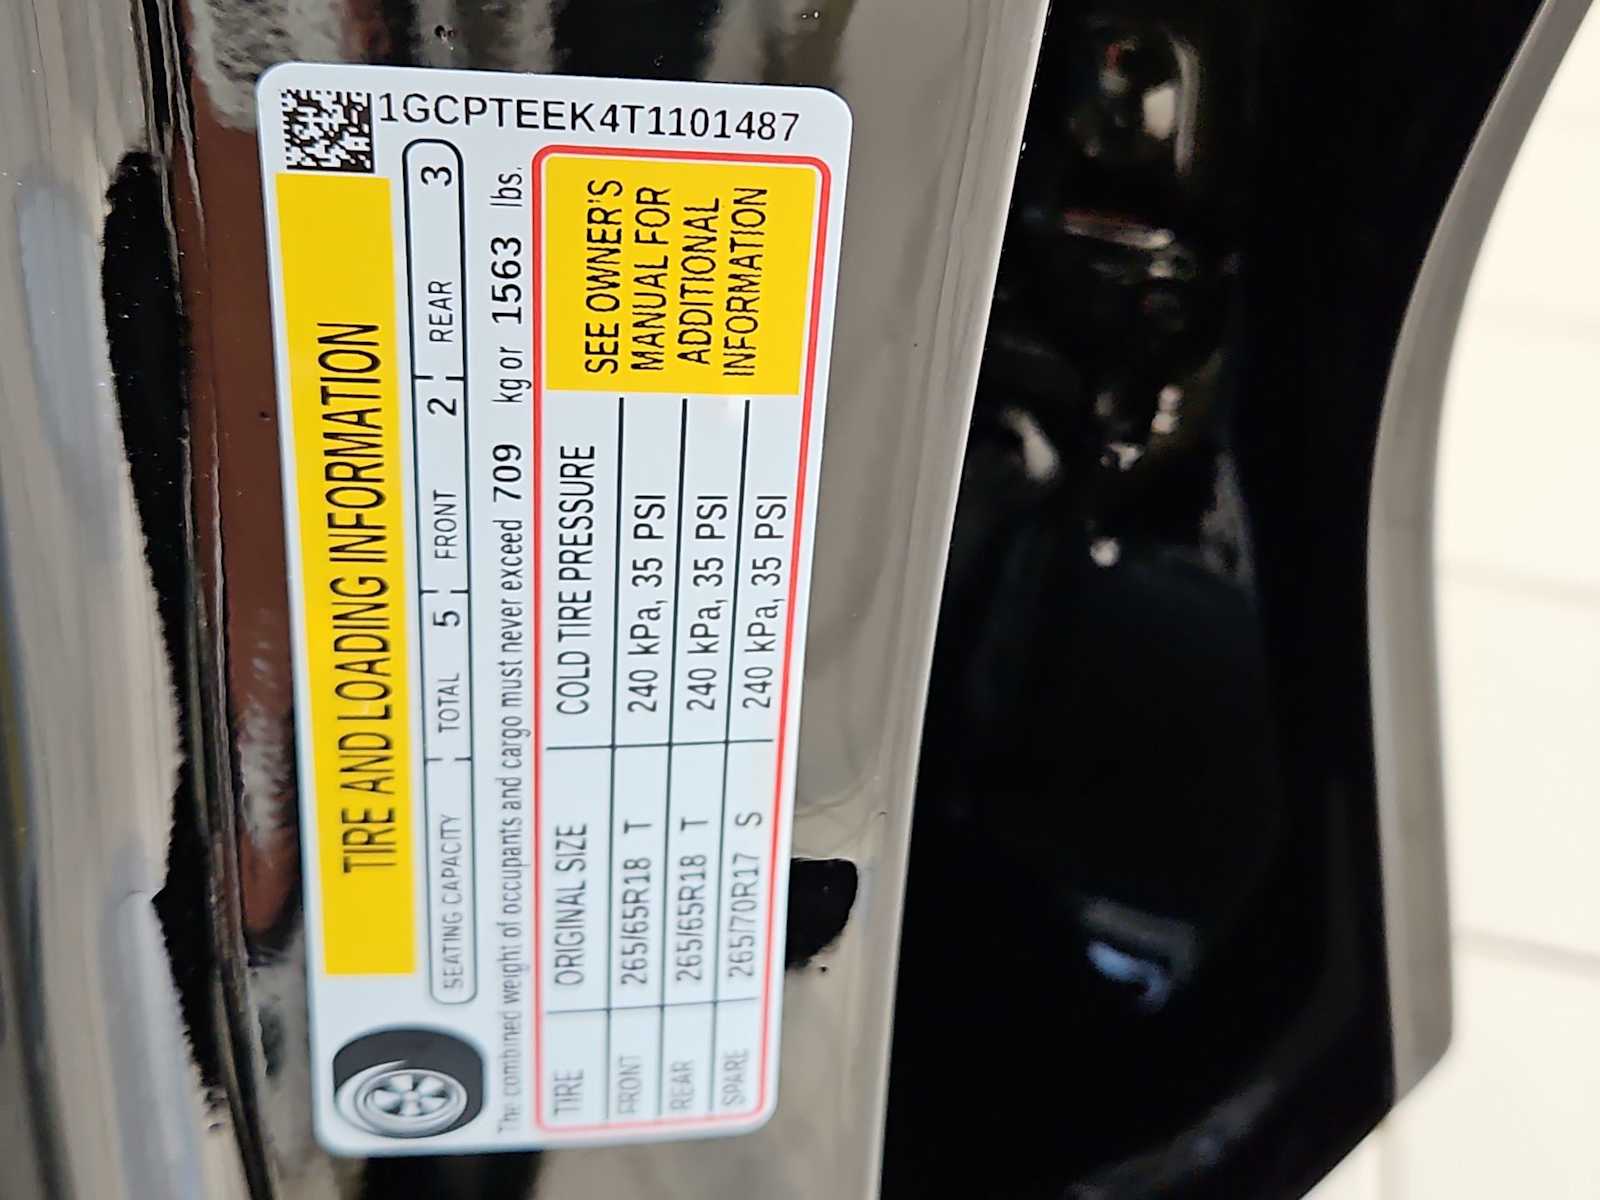 1GCPTEEK4T1101487
TIRE AND LOADING INFORMATION
SEATING CAPACITY TOTAL 5 FRONT 2 REAR 3
The combined weight of occupants and cargo must never exceed 709 kg or 1563 lbs.
TIRE ORIGINAL SIZE COLD TIRE PRESSURE
FRONT 265/65R18 T 240 kPa, 35 PSI
REAR 265/65R18 T 240 kPa, 35 PSI
SPARE 265/70R17 S 240 kPa, 35 PSI
SEE OWNER'S
MANUAL FOR
ADDITIONAL
INFORMATION